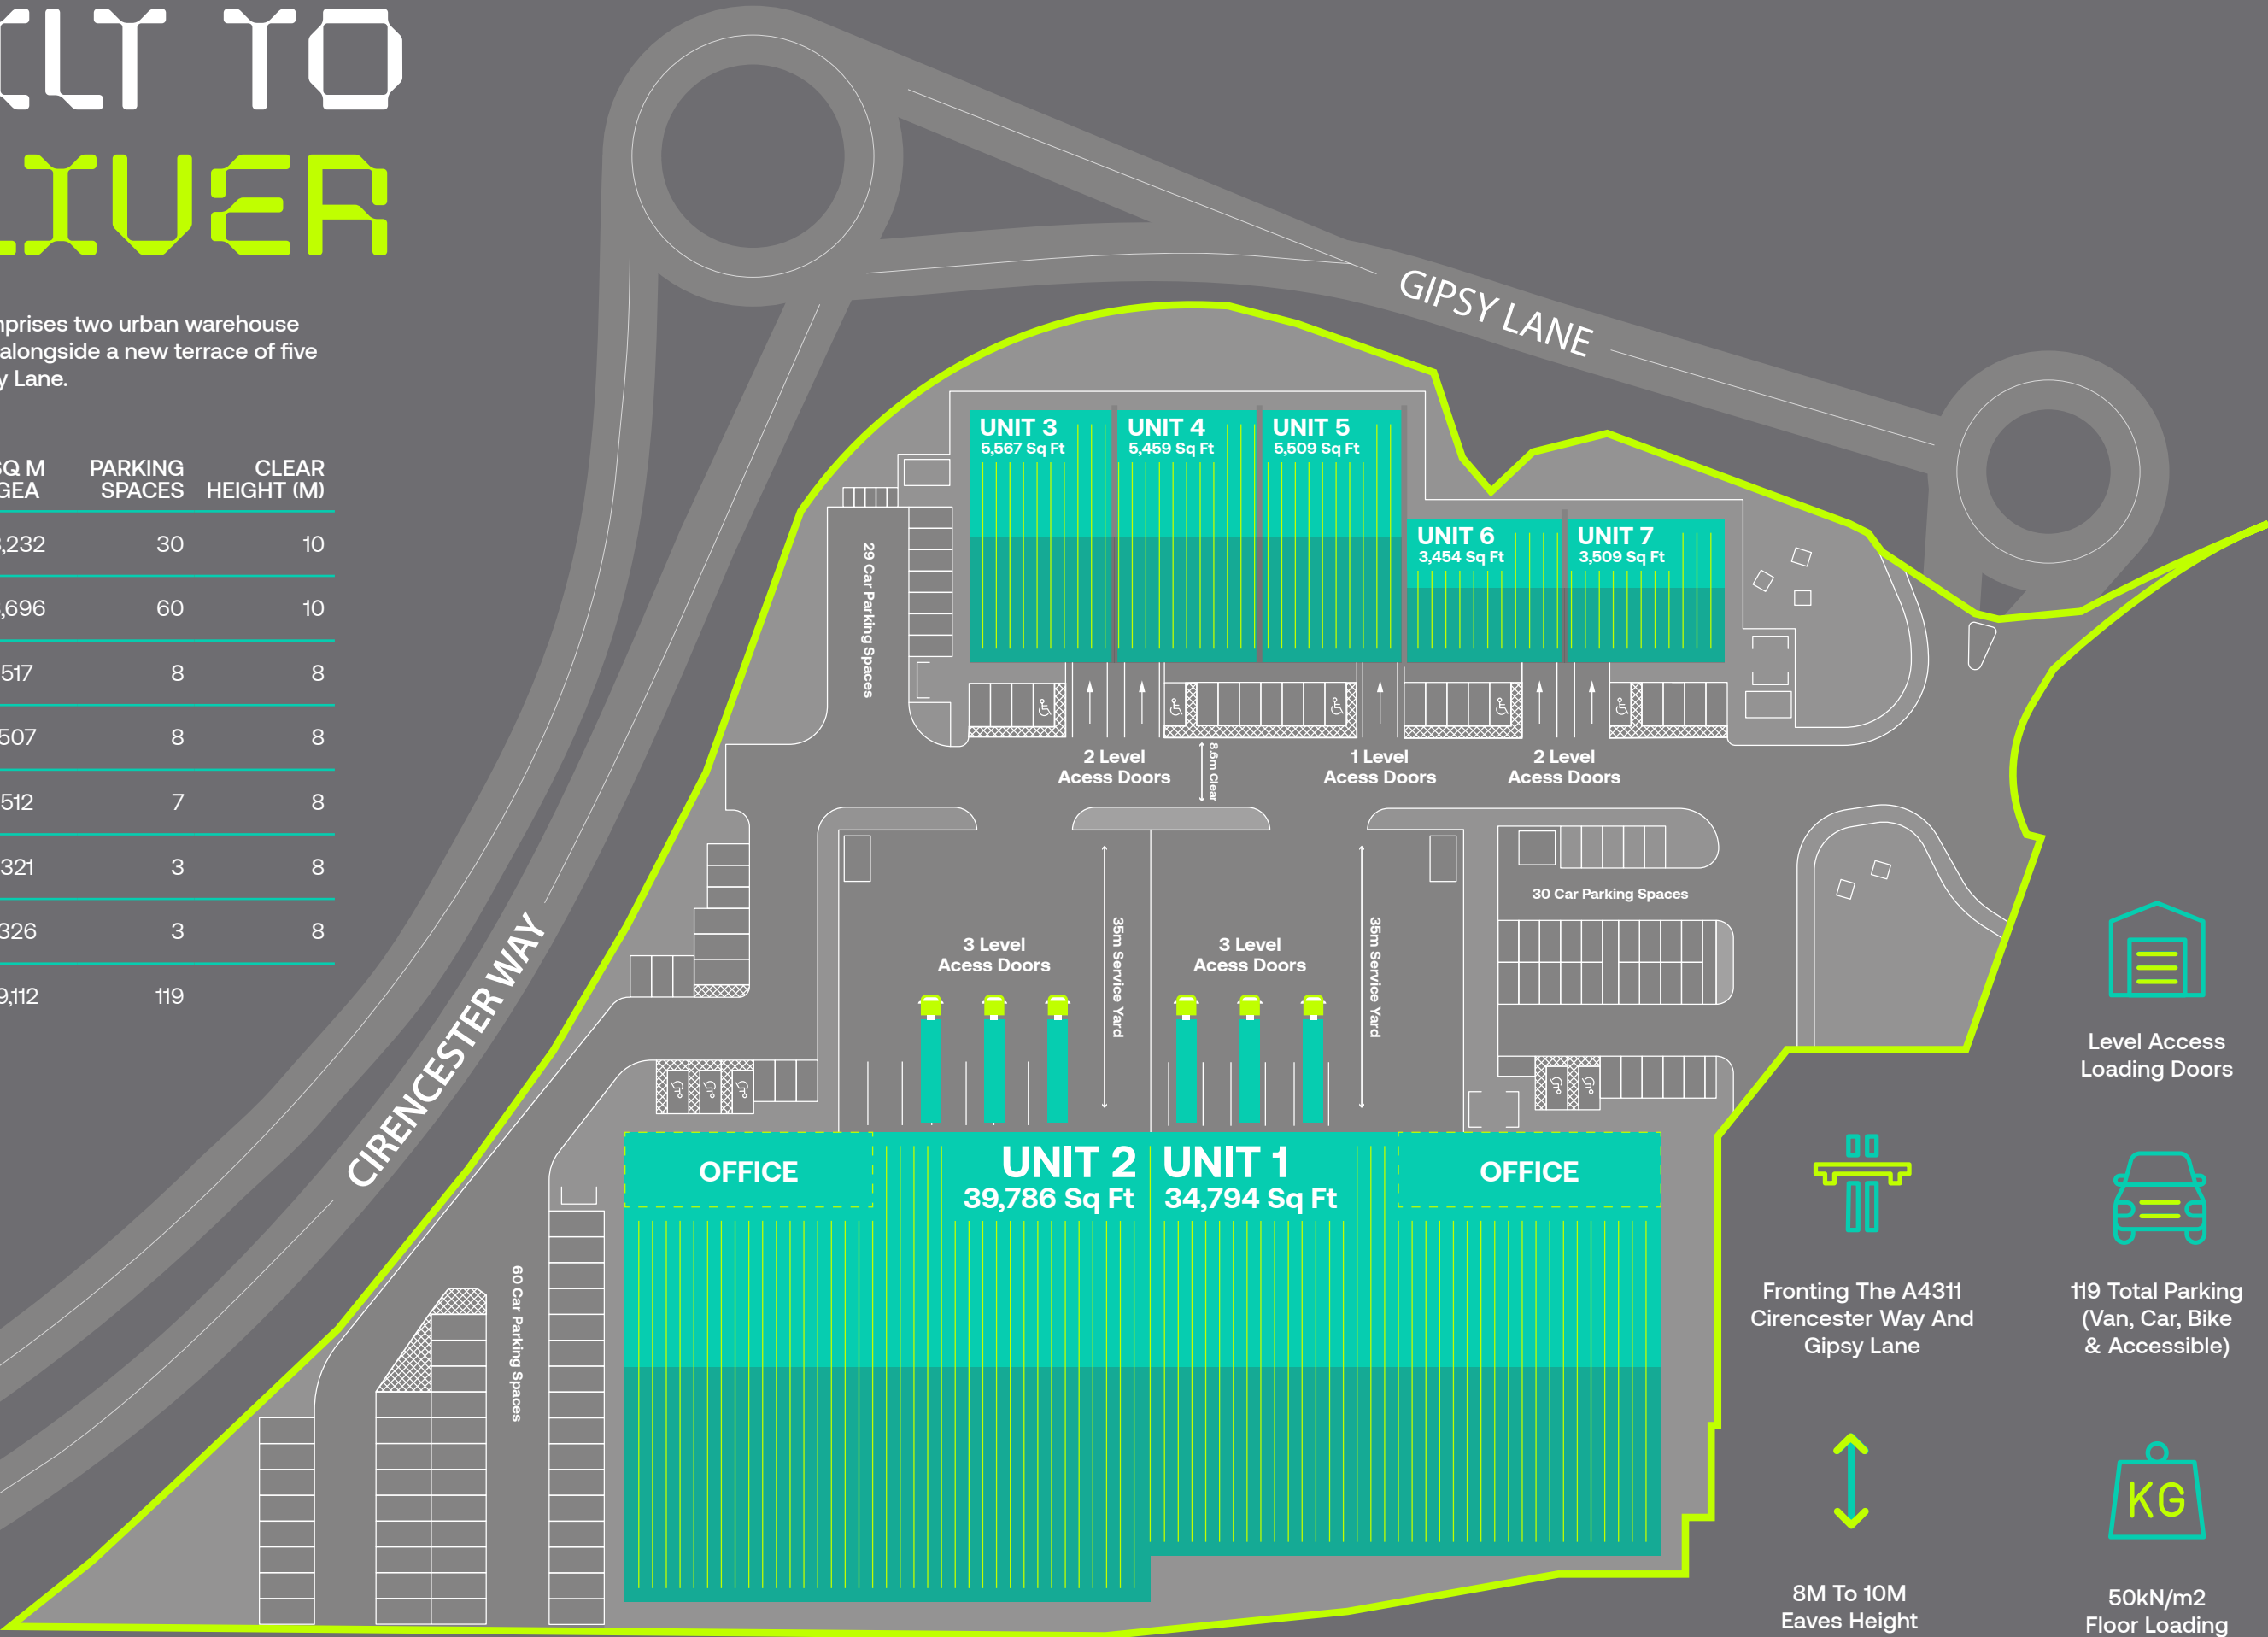 ILT TO
LIVER
nprises two urban warehouse
alongside a new terrace of five
y Lane.
SQ M GEA PARKING SPACES CLEAR HEIGHT (M)
,232 30 10
,696 60 10
517 8 8
507 8 8
512 7 8
321 3 8
326 3 8
9,112 119
GIPSY LANE
CIRENCESTER WAY
UNIT 3
5,567 Sq Ft
UNIT 4
5,459 Sq Ft
UNIT 5
5,509 Sq Ft
UNIT 6
3,454 Sq Ft
UNIT 7
3,509 Sq Ft
29 Car Parking Spaces
2 Level
Acess Doors
8.6m Clear
1 Level
Acess Doors
2 Level
Acess Doors
30 Car Parking Spaces
3 Level
Acess Doors
35m Service Yard
3 Level
Acess Doors
35m Service Yard
OFFICE
UNIT 2
39,786 Sq Ft
UNIT 1
34,794 Sq Ft
OFFICE
60 Car Parking Spaces
Level Access
Loading Doors
Fronting The A4311
Cirencester Way And
Gipsy Lane
119 Total Parking
(Van, Car, Bike
& Accessible)
8M To 10M
Eaves Height
KG
50kN/m2
Floor Loading